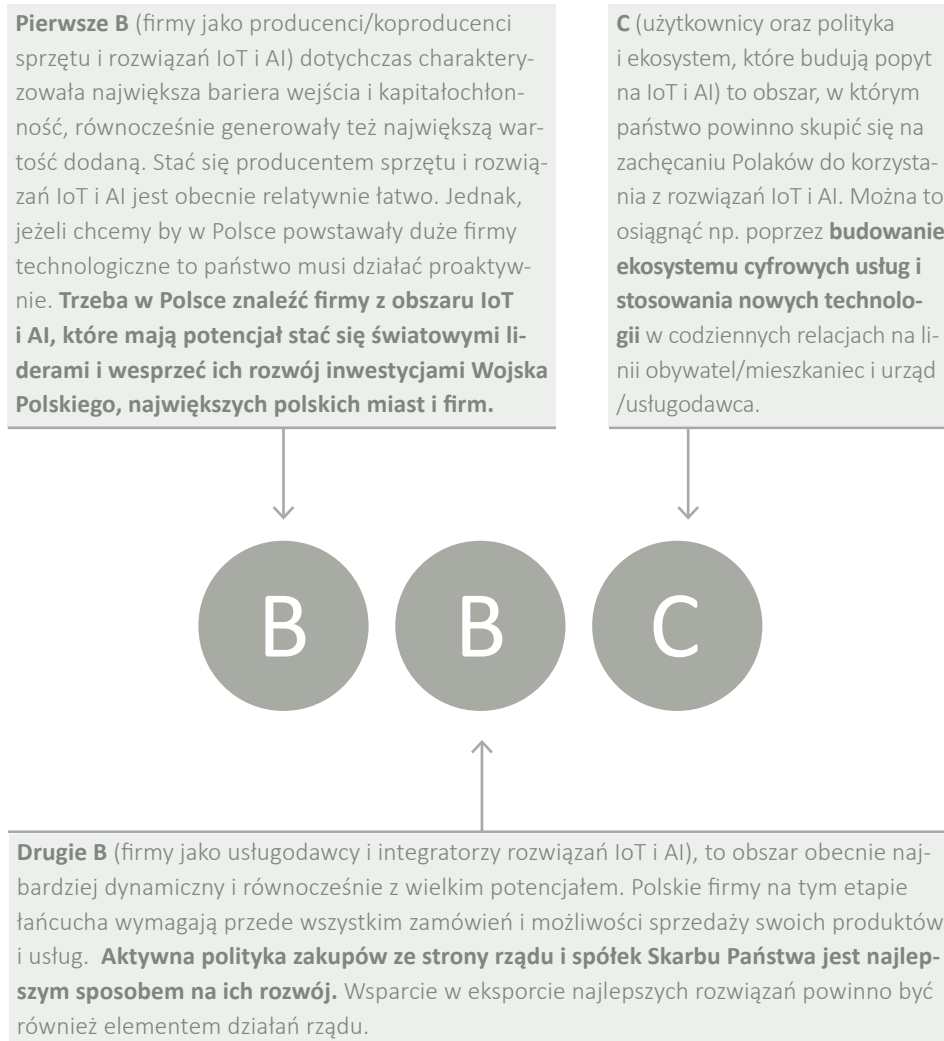 Pierwsze B (firmy jako producenci/koproducenci
sprzętu i rozwiązań IoT i AI) dotychczas charaktery-
zowała największa bariera wejścia i kapitałochłon-
ność, równocześnie generowały też największą war-
tość dodaną. Stać się producentem sprzętu i rozwią-
zań IoT i AI jest obecnie relatywnie łatwo. Jednak,
jeżeli chcemy by w Polsce powstawały duże firmy
technologiczne to państwo musi działać proaktyw-
nie. Trzeba w Polsce znaleźć firmy z obszaru IoT
i AI, które mają potencjał stać się światowymi li-
derami i wesprzeć ich rozwój inwestycjami Wojska
Polskiego, największych polskich miast i firm.
C (użytkownicy oraz polityka
i ekosystem, które budują popyt
na IoT i AI) to obszar, w którym
państwo powinno skupić się na
zachęcaniu Polaków do korzysta-
nia z rozwiązań IoT i AI. Można to
osiągnąć np. poprzez budowanie
ekosystemu cyfrowych usług i
stosowania nowych technolo-
gii w codziennych relacjach na li-
nii obywatel/mieszkaniec i urząd
/usługodawca.
B B C
Drugie B (firmy jako usługodawcy i integratorzy rozwiązań IoT i AI), to obszar obecnie naj-
bardziej dynamiczny i równocześnie z wielkim potencjałem. Polskie firmy na tym etapie
łańcucha wymagają przede wszystkim zamówień i możliwości sprzedaży swoich produktów
i usług. Aktywna polityka zakupów ze strony rządu i spółek Skarbu Państwa jest najlep-
szym sposobem na ich rozwój. Wsparcie w eksporcie najlepszych rozwiązań powinno być
również elementem działań rządu.